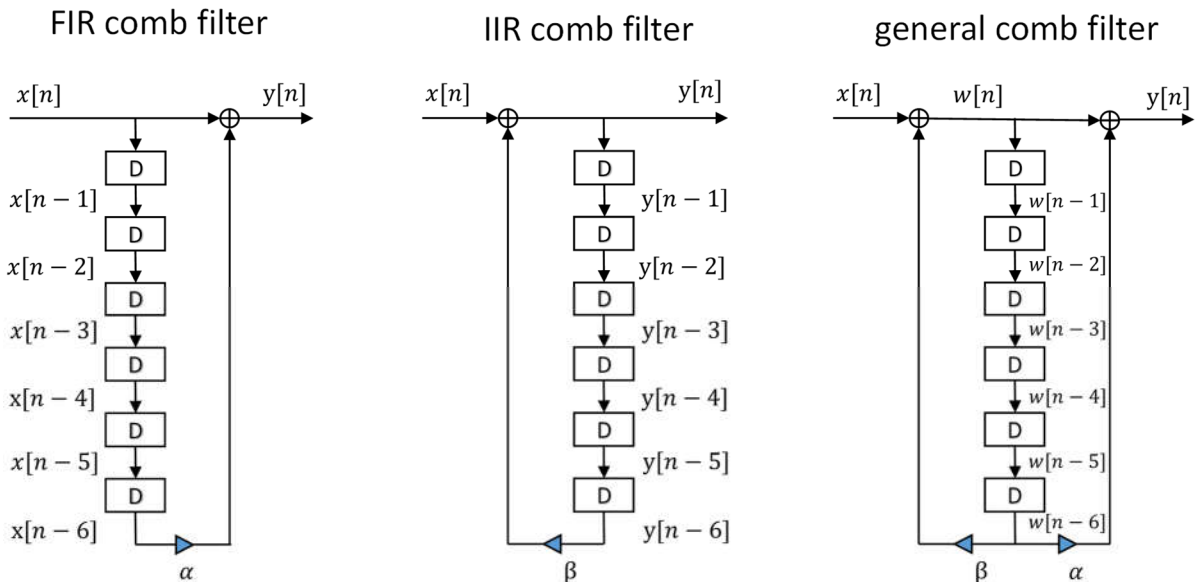 FIR comb filter
x[n]
y[n]
D
x[n − 1]
D
x[n − 2]
D
x[n − 3]
D
x[n − 4]
D
x[n − 5]
D
x[n − 6]
α
IIR comb filter
x[n]
y[n]
D
y[n − 1]
D
y[n − 2]
D
y[n − 3]
D
y[n − 4]
D
y[n − 5]
D
y[n − 6]
β
general comb filter
x[n]
w[n]
y[n]
D
w[n − 1]
D
w[n − 2]
D
w[n − 3]
D
w[n − 4]
D
w[n − 5]
D
w[n − 6]
β
α